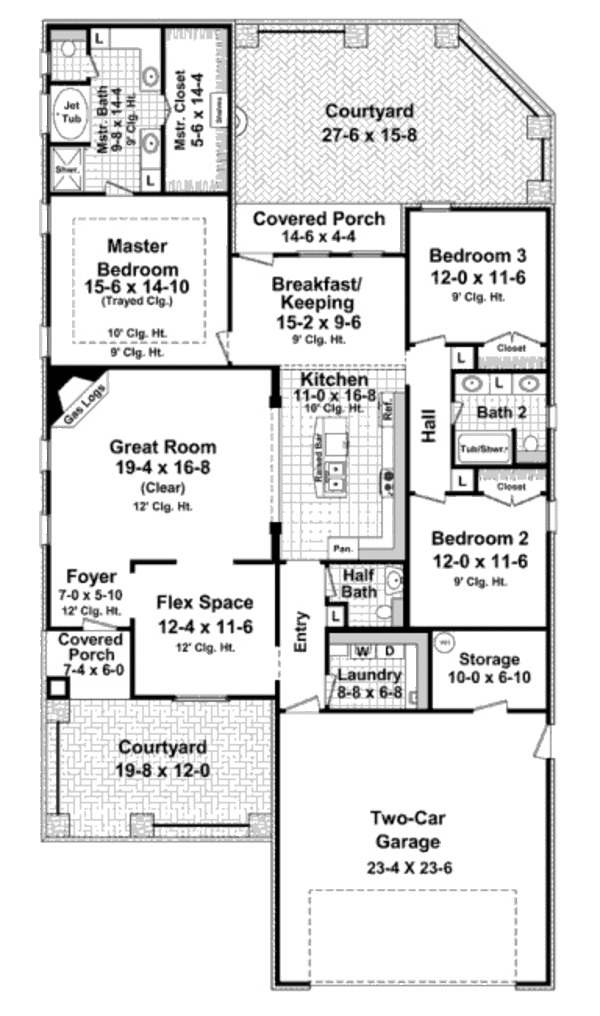 L
Jet
Tub
Mstr. Bath
9-8 x 14-4
9' Clg. Ht.
Mstr. Closet
5-6 x 14-4
Shelves
Shwr.
L
Courtyard
27-6 x 15-8
Covered Porch
14-6 x 4-4
Master
Bedroom
15-6 x 14-10
(Trayed Clg.)
10' Clg. Ht.
9' Clg. Ht.
Breakfast/
Keeping
15-2 x 9-6
9' Clg. Ht.
Bedroom 3
12-0 x 11-6
9' Clg. Ht.
Closet
L
L
Bath 2
Tub/Shwr.
Hall
L
Closet
Kitchen
11-0 x 16-8
10' Clg. Ht.
Ref.
Raised Bar
Pan.
Gas Logs
Great Room
19-4 x 16-8
(Clear)
12' Clg. Ht.
Bedroom 2
12-0 x 11-6
9' Clg. Ht.
Foyer
7-0 x 5-10
12' Clg. Ht.
Flex Space
12-4 x 11-6
12' Clg. Ht.
Entry
Half
Bath
L
Covered
Porch
7-4 x 6-0
W D
Laundry
8-8 x 6-8
Storage
10-0 x 6-10
Courtyard
19-8 x 12-0
Two-Car
Garage
23-4 X 23-6